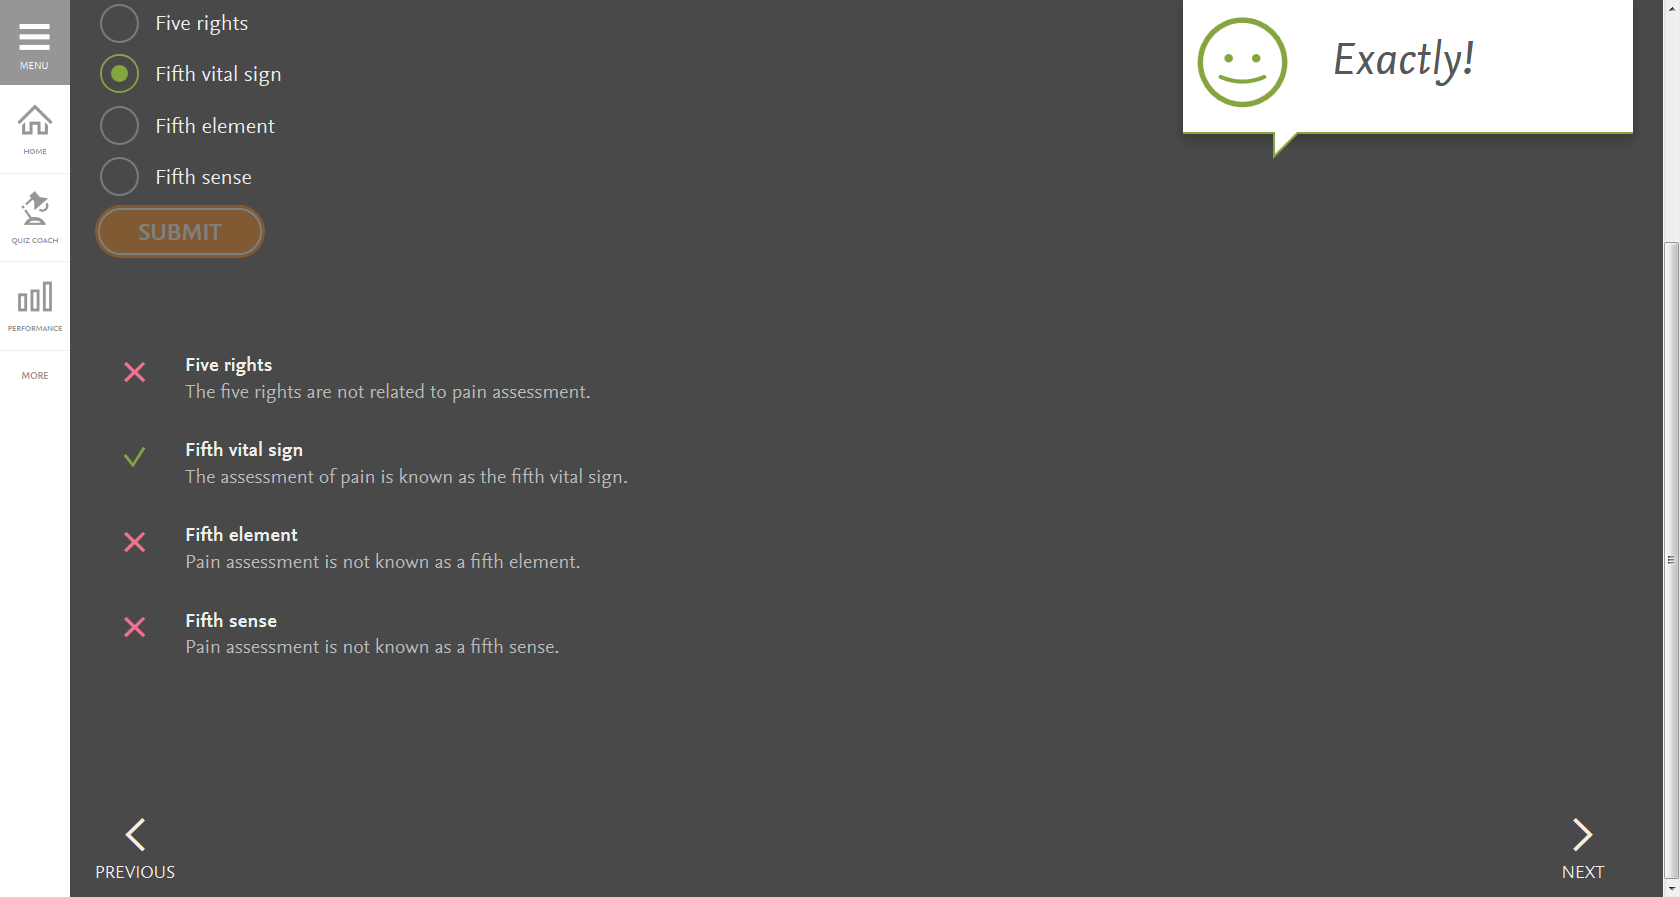 MENU
HOME
QUIZ COACH
PERFORMANCE
MORE
Five rights
Fifth vital sign
Fifth element
Fifth sense
SUBMIT
Exactly!
Five rights
The five rights are not related to pain assessment.
Fifth vital sign
The assessment of pain is known as the fifth vital sign.
Fifth element
Pain assessment is not known as a fifth element.
Fifth sense
Pain assessment is not known as a fifth sense.
PREVIOUS
NEXT